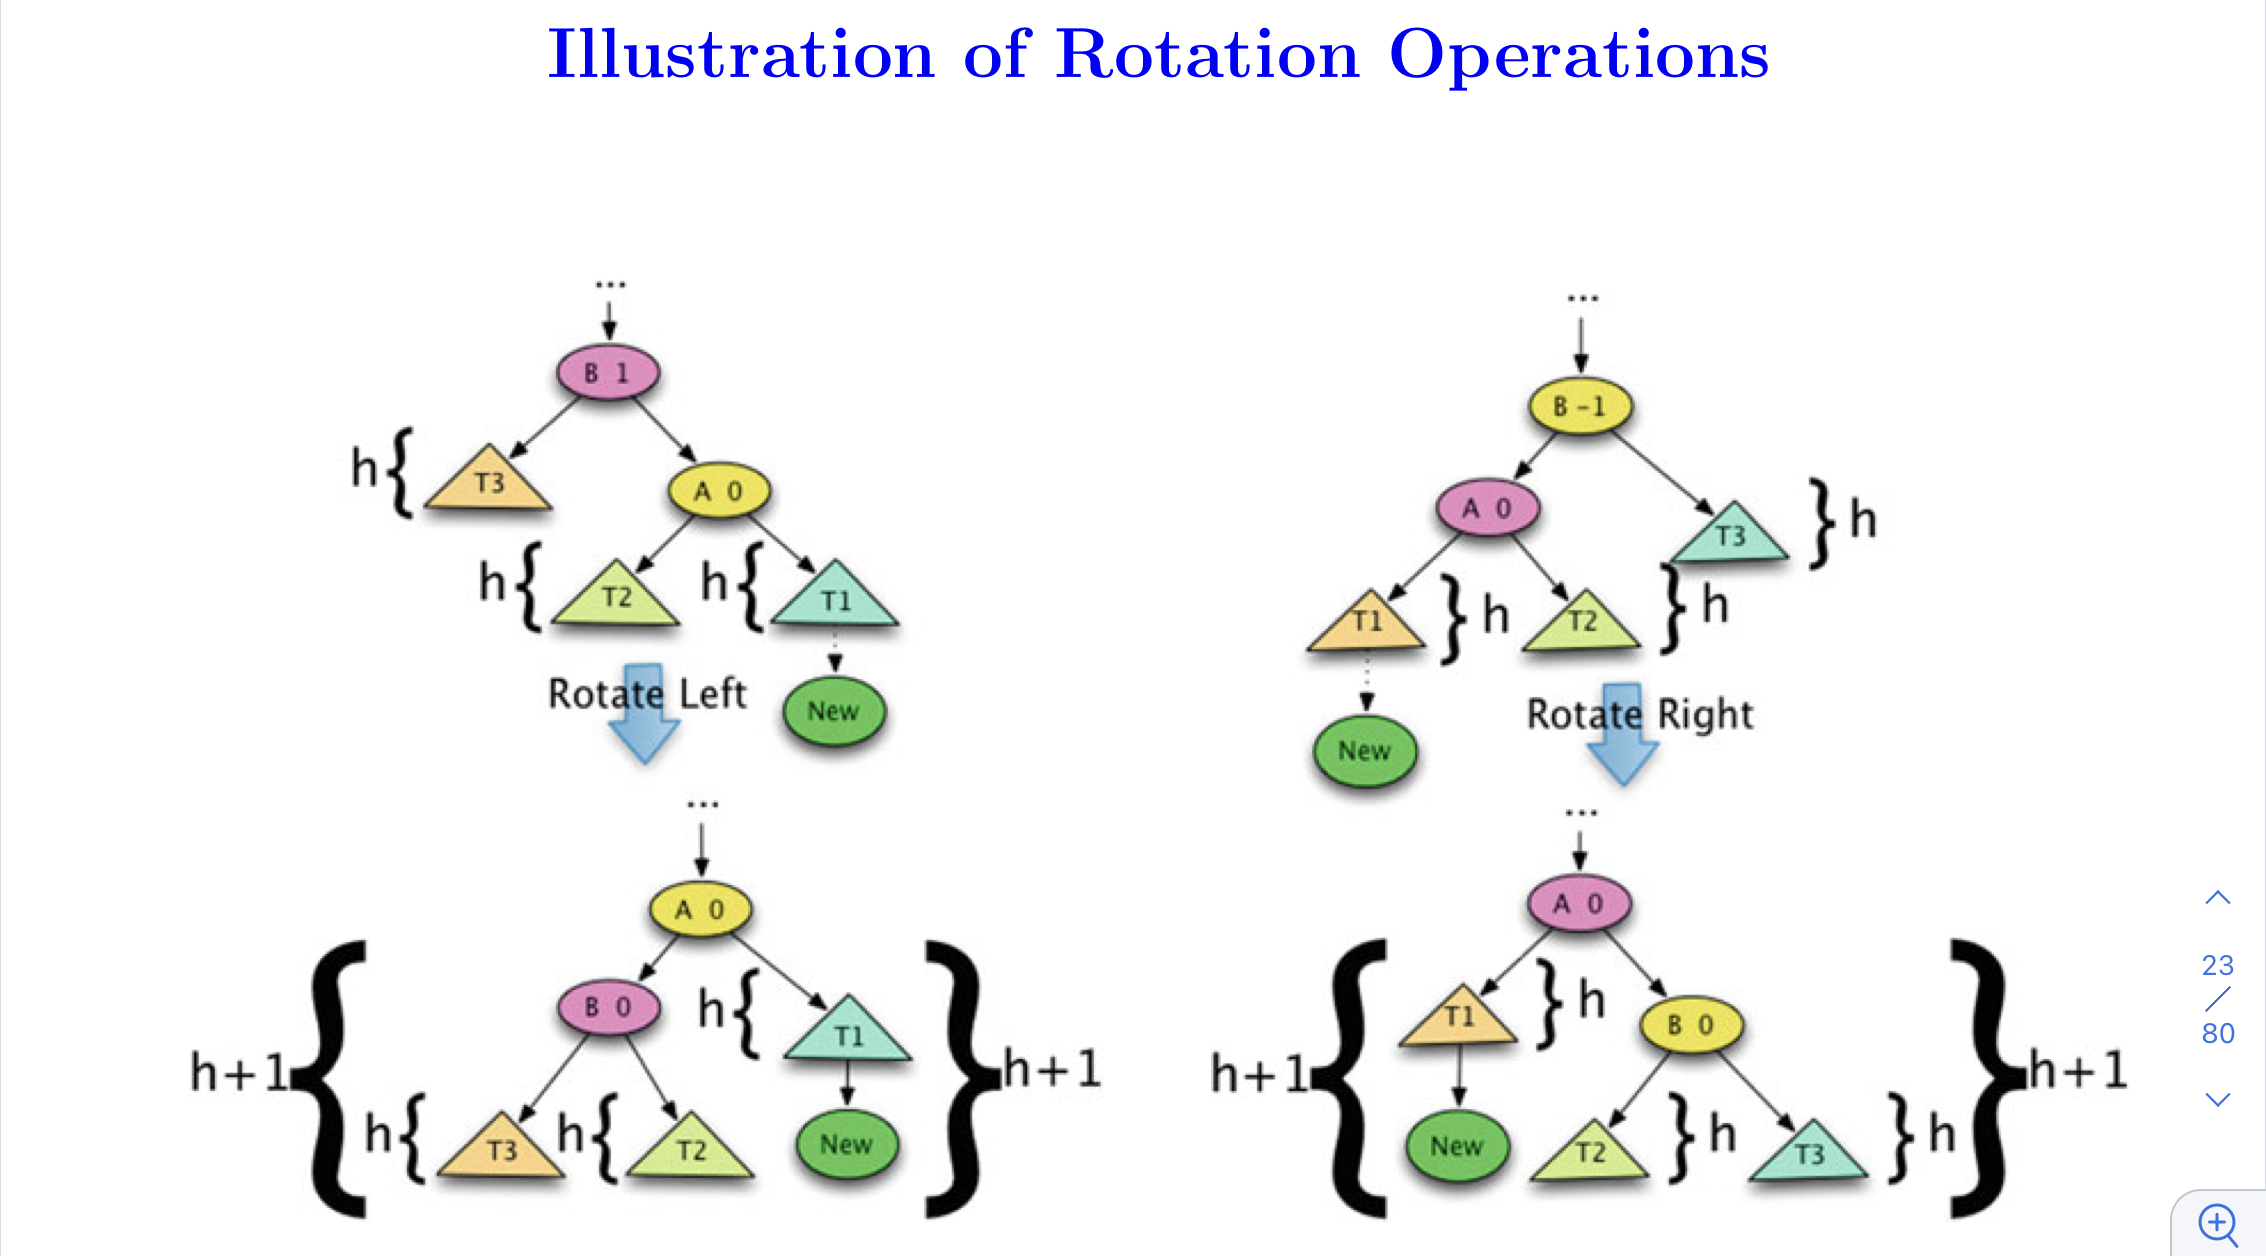 Illustration of Rotation Operations
...
B 1
h
T3
A 0
h
T2
h
T1
Rotate Left
New
...
A 0
B 0
h
T1
h+1
h+1
h
T3
h
T2
New
...
B -1
A 0
T3
h
T1
h
T2
h
Rotate Right
New
...
A 0
T1
h
B 0
h+1
h+1
New
T2
h
T3
h
23
/
80